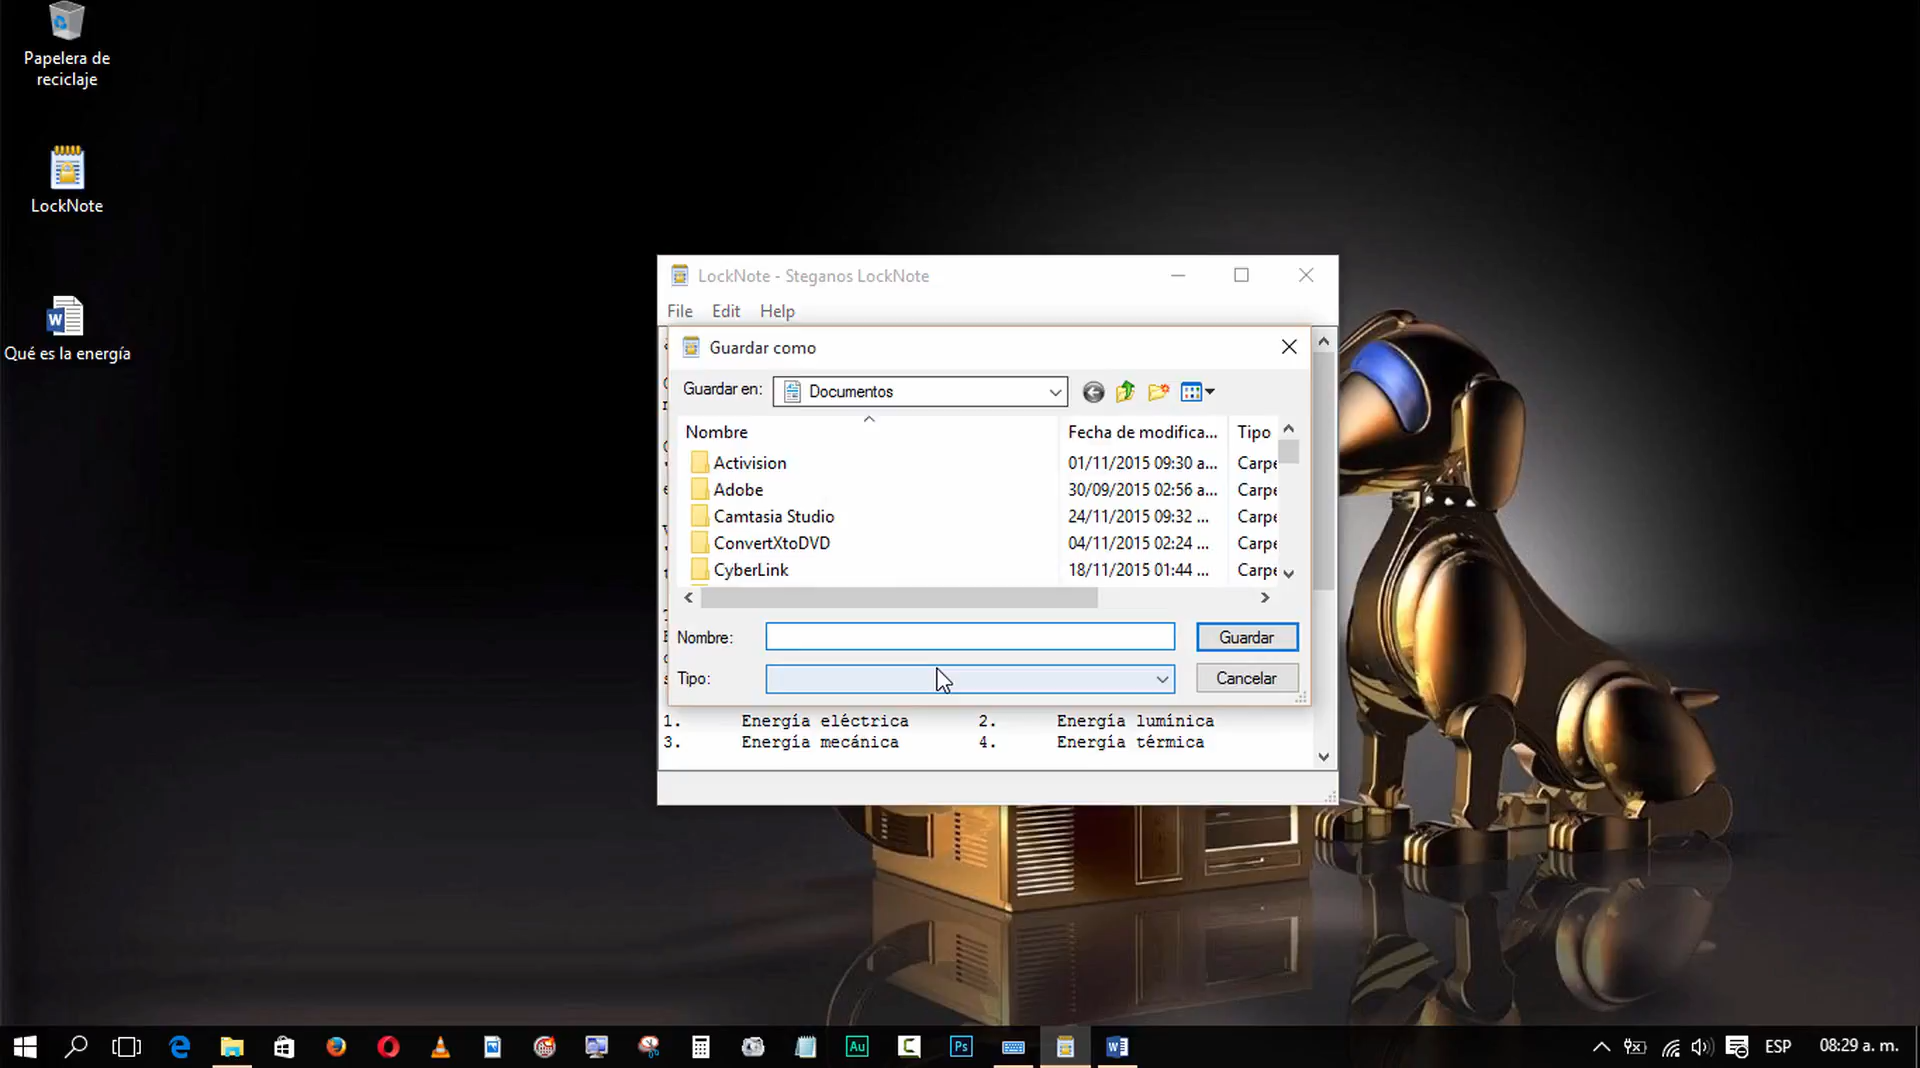 Papelera de
reciclaje
LockNote
Qué es la energía
LockNote - Steganos LockNote
File Edit Help
Guardar como
Guardar en: Documentos
Nombre Fecha de modifica... Tipo
Activision 01/11/2015 09:30 a... Carpe
Adobe 30/09/2015 02:56 a... Carpe
Camtasia Studio 24/11/2015 09:32 ... Carpe
ConvertXtoDVD 04/11/2015 02:24 ... Carpe
CyberLink 18/11/2015 01:44 ... Carpe
Nombre: Guardar
Tipo: Cancelar
1. Energía eléctrica 2. Energía lumínica
3. Energía mecánica 4. Energía térmica
Au Ps ESP 08:29 a. m.